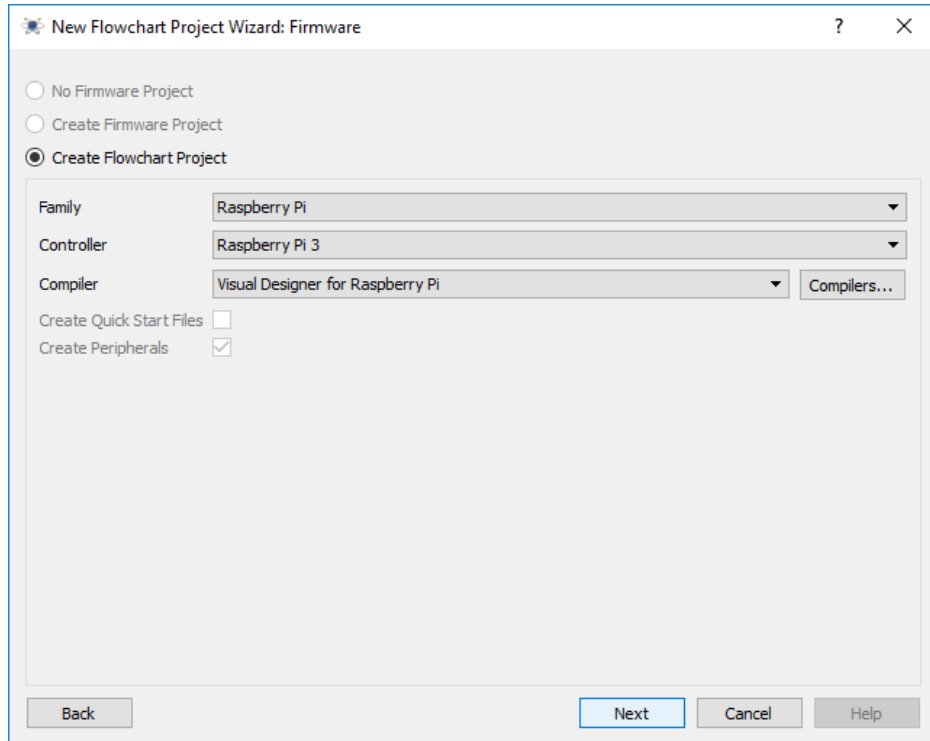 New Flowchart Project Wizard: Firmware ?
No Firmware Project
Create Firmware Project
Create Flowchart Project
Family Raspberry Pi
Controller Raspberry Pi 3
Compiler Visual Designer for Raspberry Pi Compilers...
Create Quick Start Files
Create Peripherals
Back Next Cancel Help